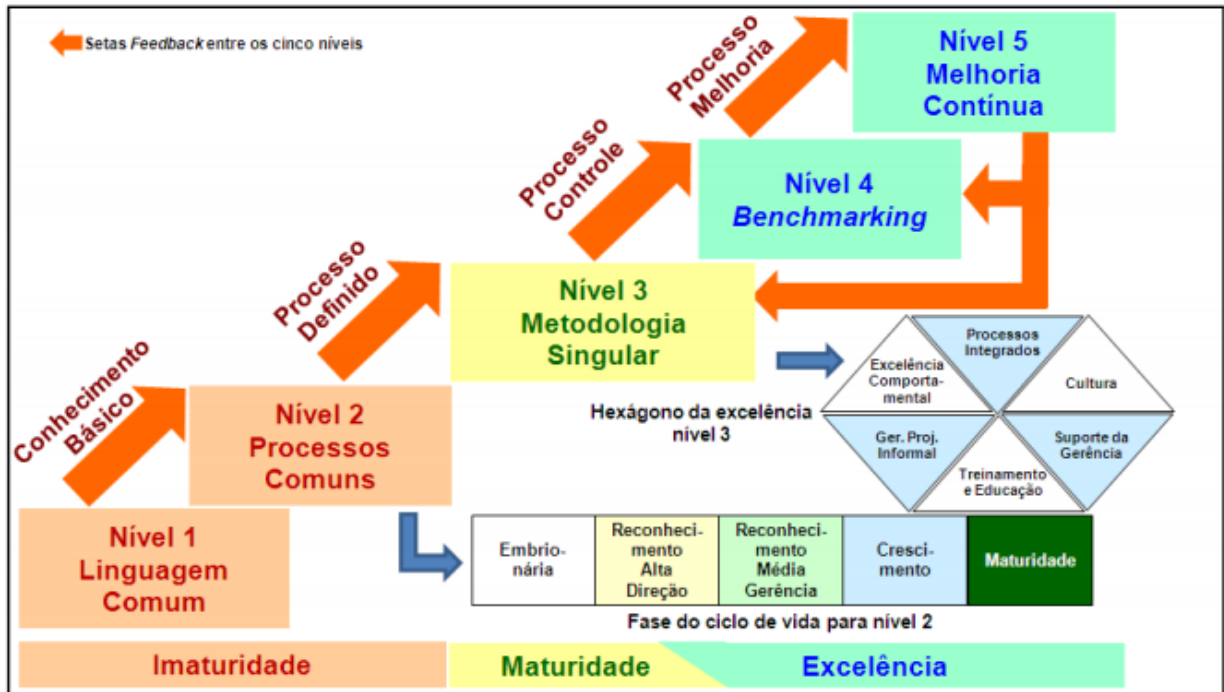 Setas Feedback entre os cinco níveis
Processo
Melhoria
Nível 5
Melhoria
Contínua
Processo
Controle
Nível 4
Benchmarking
Processo
Definido
Nível 3
Metodologia
Singular
Processos
Integrados
Excelência
Comporta-
mental
Cultura
Hexágono da excelência
nível 3
Ger. Proj.
Informal
Suporte da
Gerência
Treinamento
e Educação
Conhecimento
Básico
Nível 2
Processos
Comuns
Nível 1
Linguagem
Comum
Embrio-
nária
Reconheci-
mento
Alta
Direção
Reconheci-
mento
Média
Gerência
Cresci-
mento
Maturidade
Fase do ciclo de vida para nível 2
Imaturidade
Maturidade
Excelência